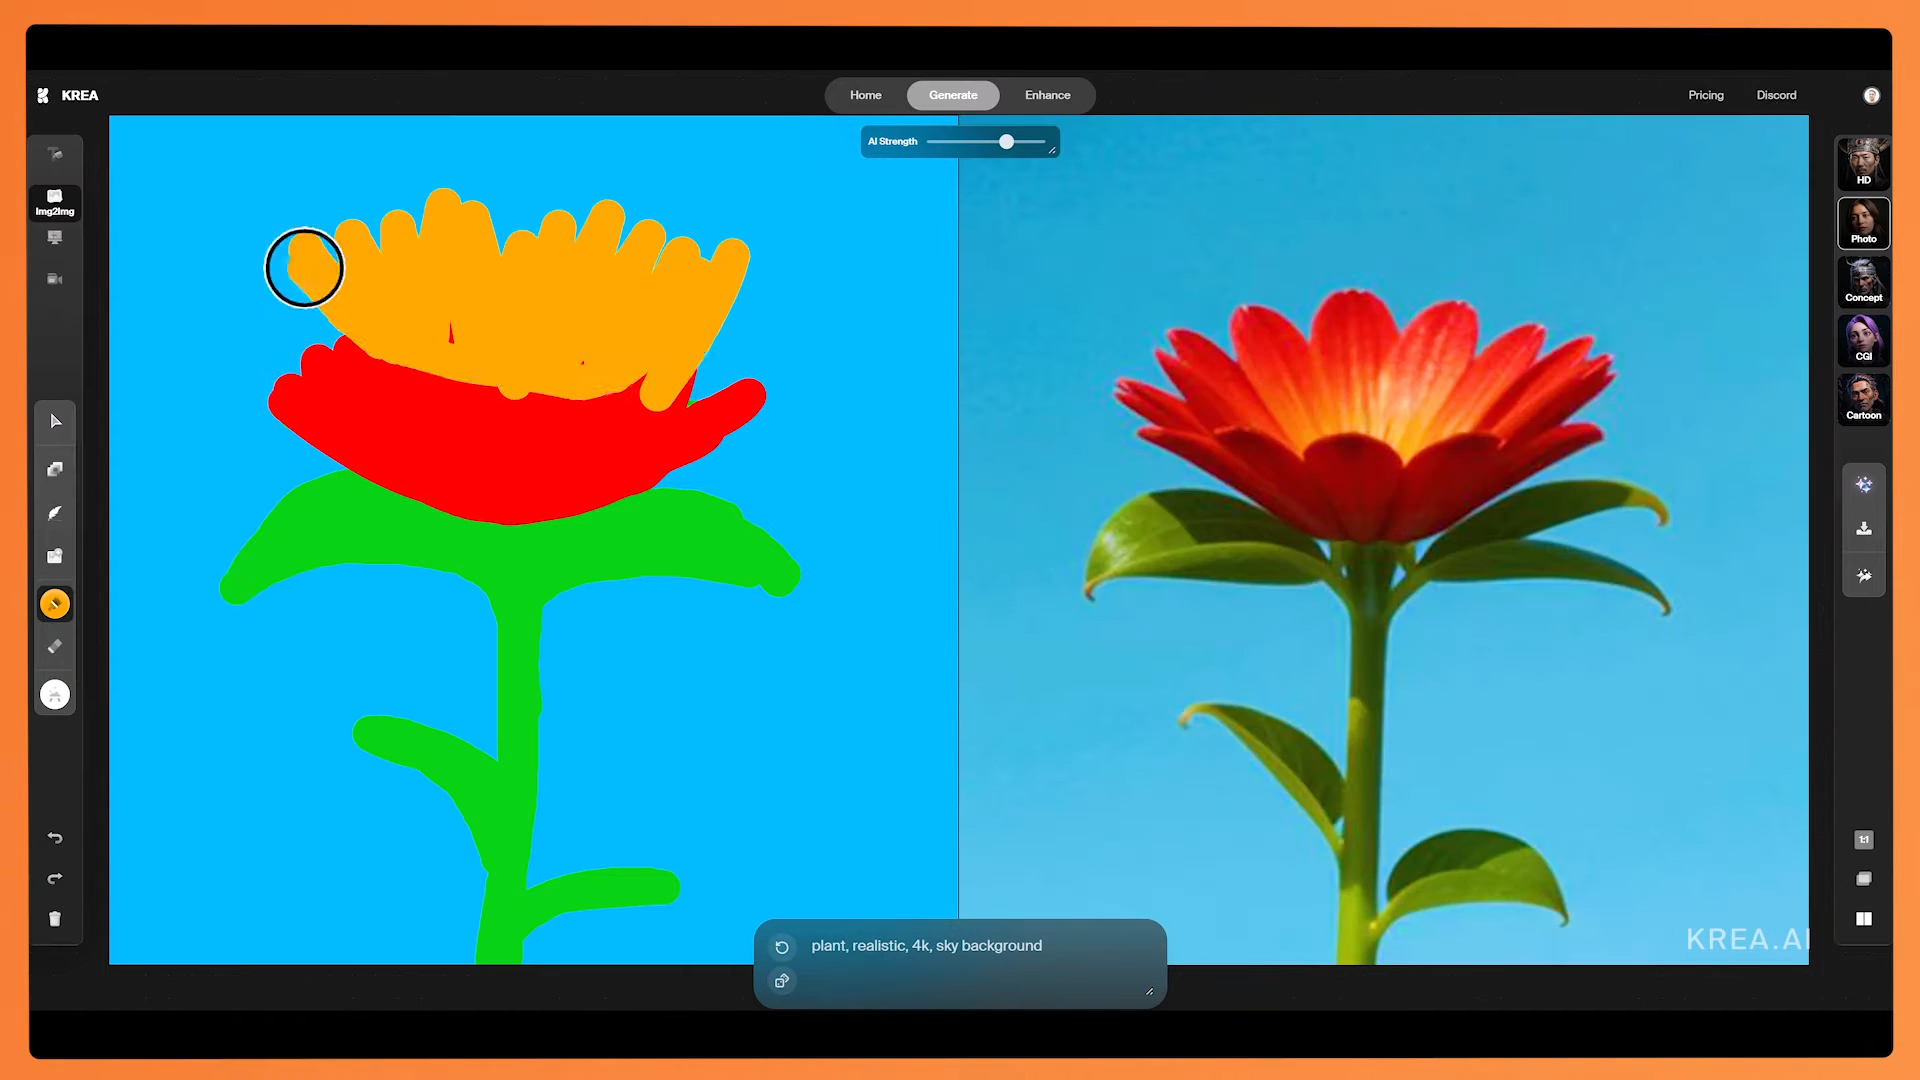 KREA
Home
Generate
Enhance
Pricing
Discord
AI Strength
Img2Img
HD
Photo
Concept
CGI
Cartoon
1:1
plant, realistic, 4k, sky background
KREA.AI